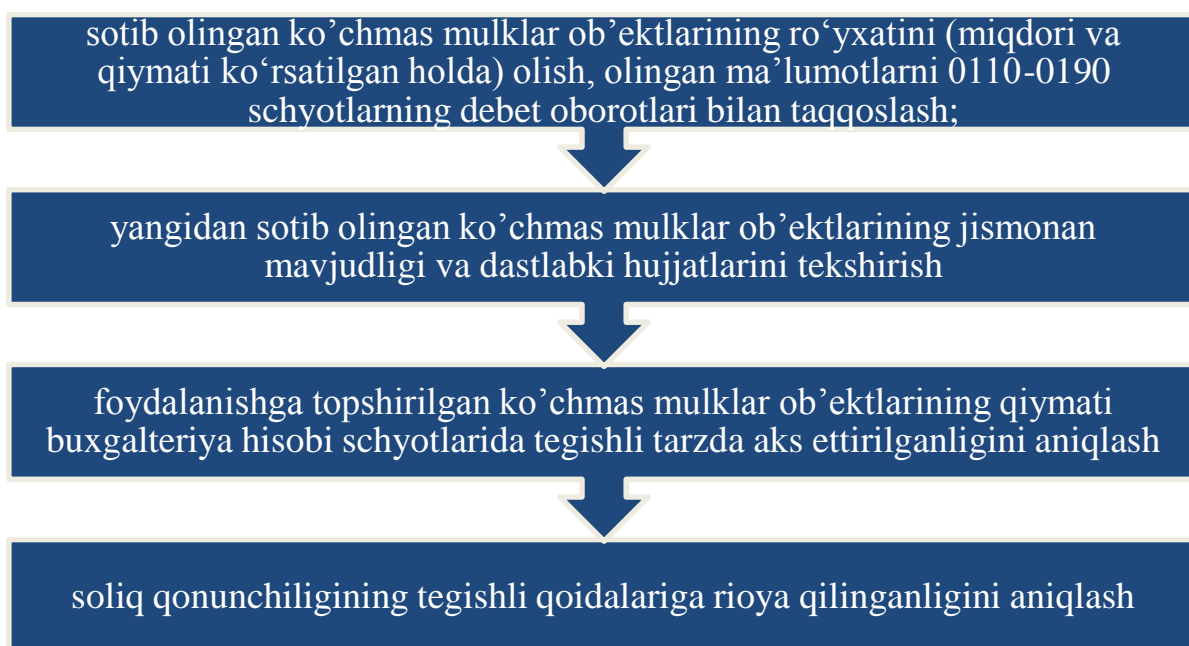 sotib olingan ko’chmas mulklar ob’ektlarining ro‘yxatini (miqdori va
qiymati ko‘rsatilgan holda) olish, olingan ma’lumotlarni 0110-0190
schyotlarning debet oborotlari bilan taqqoslash;
yangidan sotib olingan ko’chmas mulklar ob’ektlarining jismonan
mavjudligi va dastlabki hujjatlarini tekshirish
foydalanishga topshirilgan ko’chmas mulklar ob’ektlarining qiymati
buxgalteriya hisobi schyotlarida tegishli tarzda aks ettirilganligini aniqlash
soliq qonunchiligining tegishli qoidalariga rioya qilinganligini aniqlash